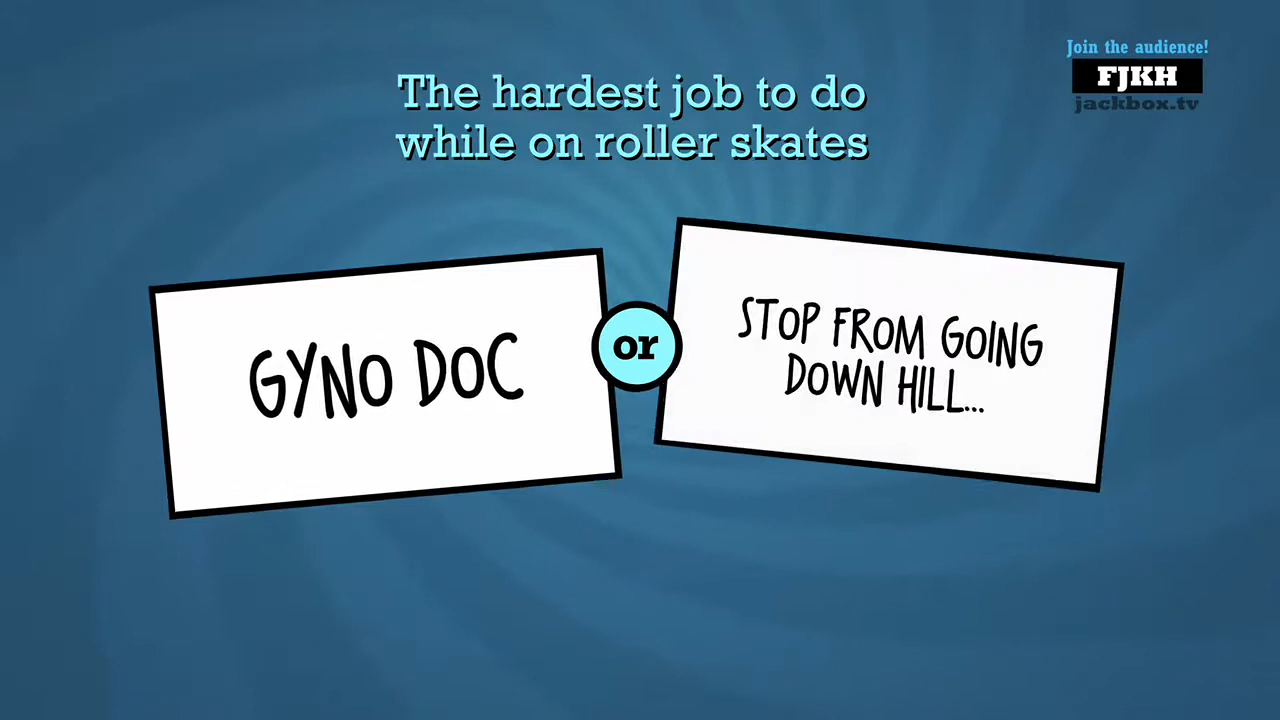 Join the audience!
FJKH
jackbox.tv
The hardest job to do
while on roller skates
GYNO DOC
or
STOP FROM GOING
DOWN HILL...